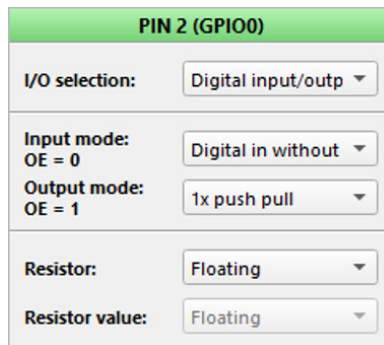 PIN 2 (GPIO0)
I/O selection: Digital input/outp
Input mode:
OE = 0
Digital in without
Output mode:
OE = 1
1x push pull
Resistor: Floating
Resistor value: Floating